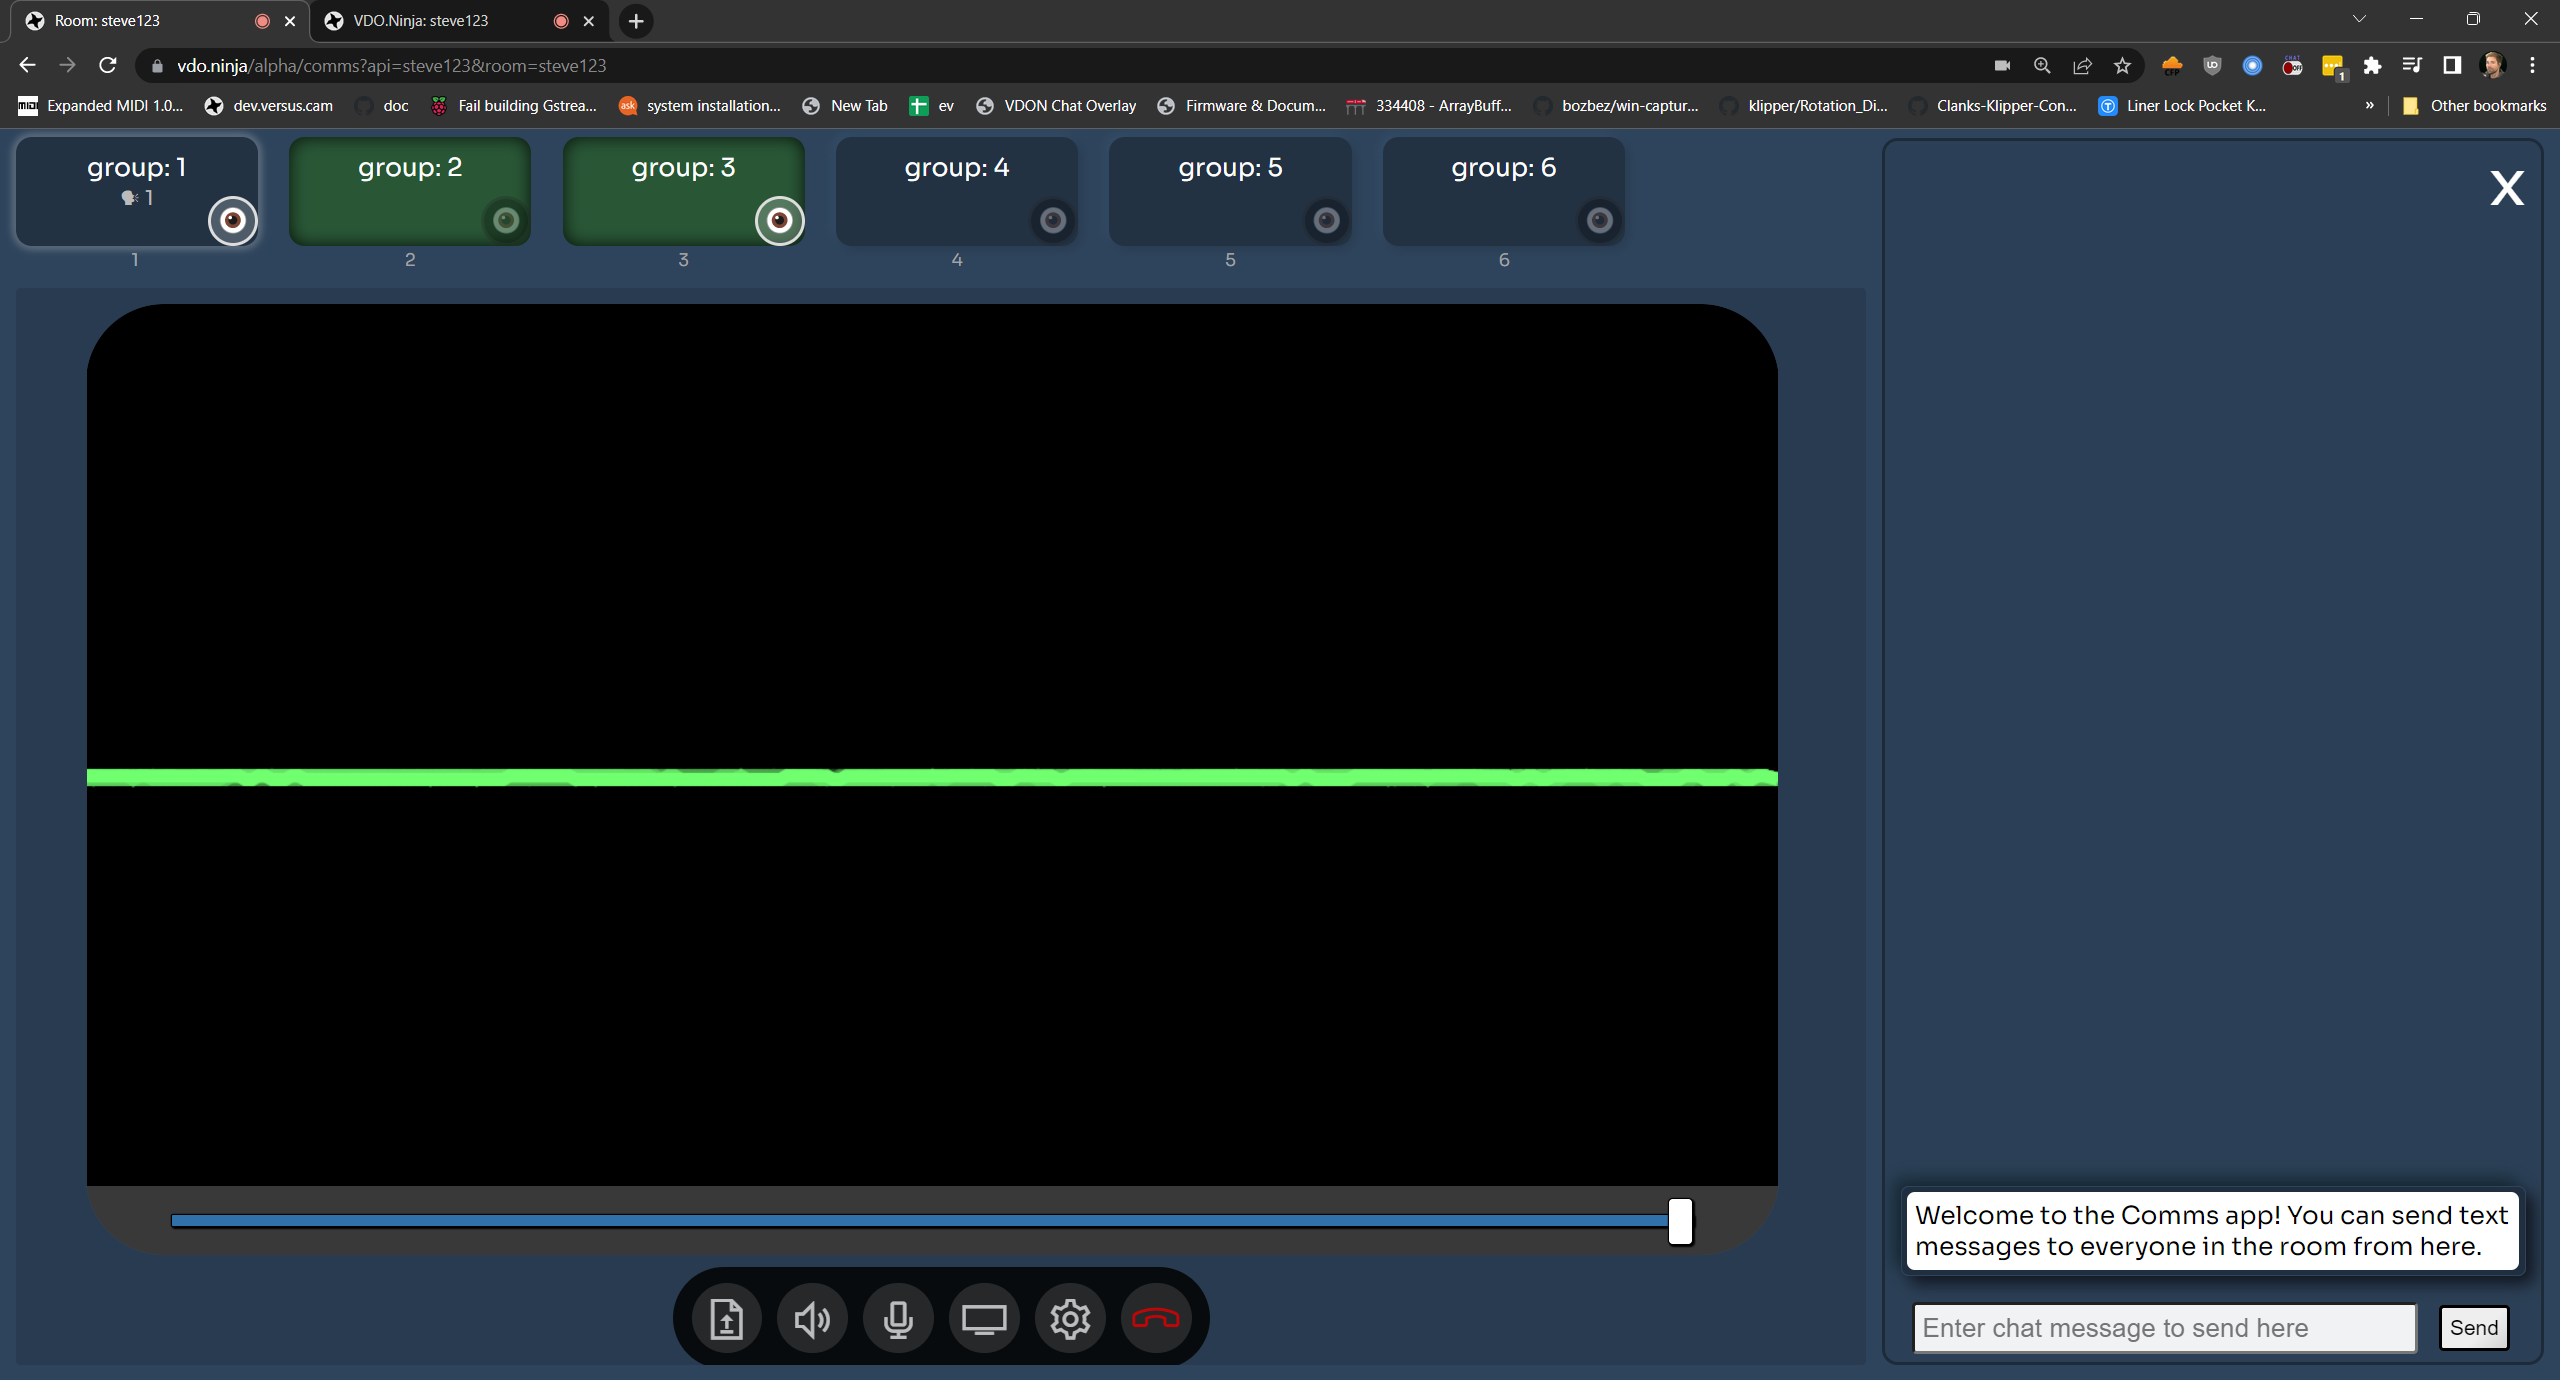 Room: steve123
VDO.Ninja: steve123
vdo.ninja/alpha/comms?api=steve123&room=steve123
1
Expanded MIDI 1.0...
dev.versus.cam
doc
Fail building Gstrea...
ask
system installation...
New Tab
ev
VDON Chat Overlay
Firmware & Docum...
334408 - ArrayBuff...
bozbez/win-captur...
klipper/Rotation_Di...
Clanks-Klipper-Con...
Liner Lock Pocket K...
»
Other bookmarks
group: 1
1
group: 2
group: 3
group: 4
group: 5
group: 6
1
2
3
4
5
6
X
Welcome to the Comms app! You can send text
messages to everyone in the room from here.
Enter chat message to send here
Send